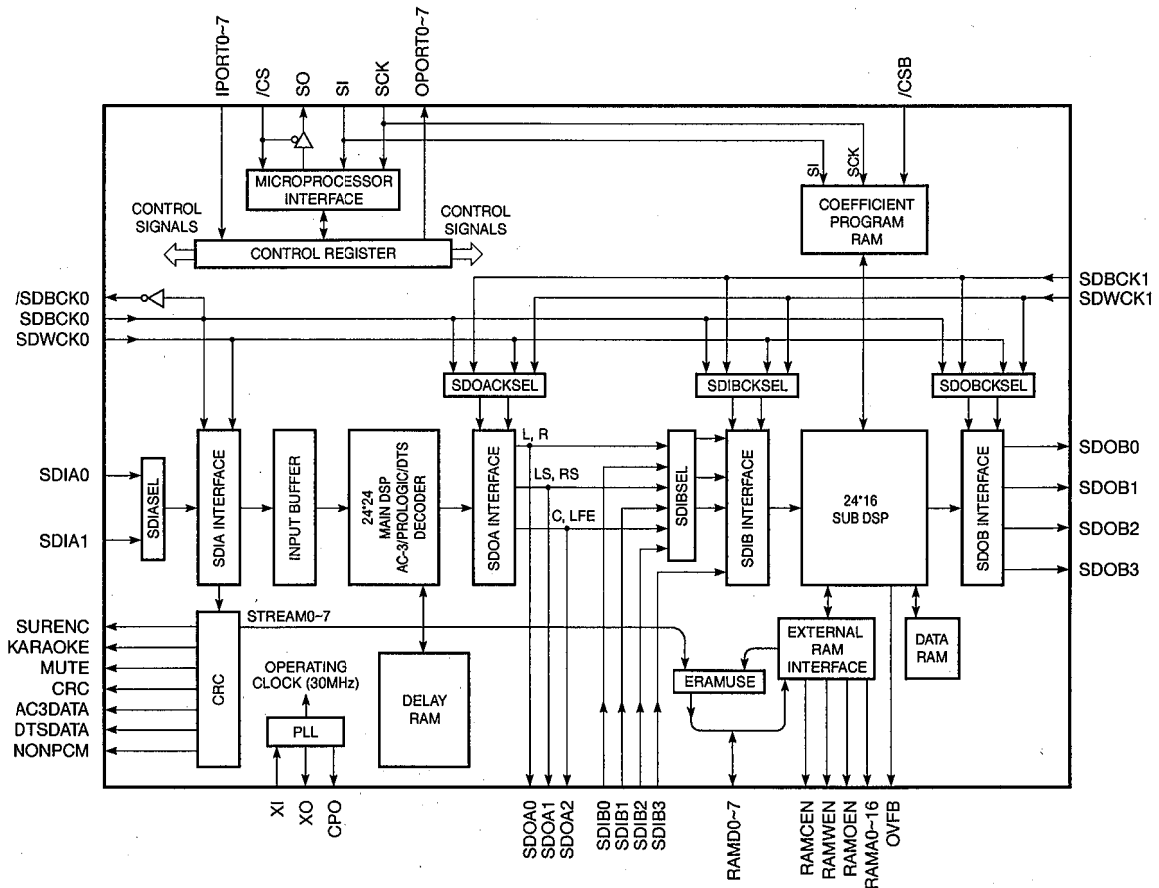 IPORT0~7
/CS
SO
SI
SCK
OPORT0~7
/CSB
MICROPROCESSOR
INTERFACE
SI
SCK
COEFFICIENT
PROGRAM
RAM
CONTROL
SIGNALS
CONTROL
SIGNALS
CONTROL REGISTER
/SDBCK0
SDBCK0
SDWCK0
SDBCK1
SDWCK1
SDOACKSEL
SDIBCKSEL
SDOBCKSEL
SDIA0
SDIA1
SDIASEL
SDIA INTERFACE
INPUT BUFFER
24*24
MAIN DSP
AC-3/PROLOGIC/DTS
DECODER
SDOA INTERFACE
L, R
LS, RS
C, LFE
SDIBSEL
SDIB INTERFACE
24*16
SUB DSP
SDOB INTERFACE
SDOB0
SDOB1
SDOB2
SDOB3
SURENC
KARAOKE
MUTE
CRC
AC3DATA
DTSDATA
NONPCM
CRC
STREAM0~7
OPERATING
CLOCK (30MHz)
PLL
DELAY
RAM
ERAMUSE
EXTERNAL
RAM
INTERFACE
DATA
RAM
XI
XO
CPO
SDOA0
SDOA1
SDOA2
SDIB0
SDIB1
SDIB2
SDIB3
RAMD0~7
RAMCEN
RAMWEN
RAMOEN
RAMA0~16
OVFB